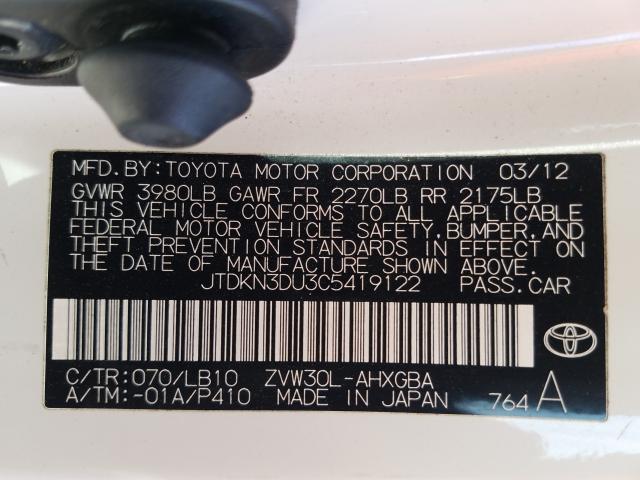 MFD.BY:TOYOTA MOTOR CORPORATION 03/12
GVWR 3980LB GAWR FR 2270LB RR 2175LB
THIS VEHICLE CONFORMS TO ALL APPLICABLE
FEDERAL MOTOR VEHICLE SAFETY,BUMPER,AND
THEFT PREVENTION STANDARDS IN EFFECT ON
THE DATE OF MANUFACTURE SHOWN ABOVE.
JTDKN3DU3C5419122 PASS.CAR
C/TR:070/LB10 ZVW30L-AHXGBA
A/TM:-01A/P410 MADE IN JAPAN 764 A